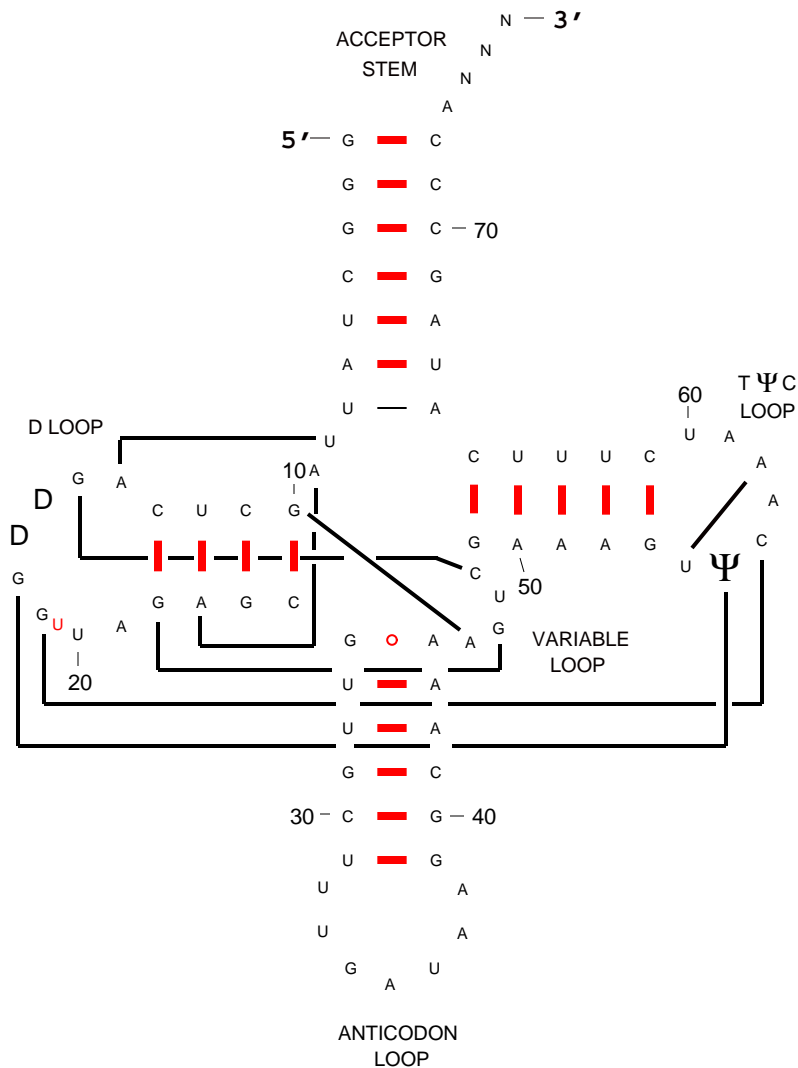 N — 3′
ACCEPTOR
STEM
N
N
A
5′ — G C
G C
G C — 70
C G
U A
A U
U A
T Ψ C
LOOP
60
D LOOP
U
U A
G A
10 A
C U U U C
A
D
C U C G
A
D
G A A A G U Ψ C
C 50
G
G A G C
U
G U U A
20
G A A G
VARIABLE
LOOP
U A
U A
G C
30 — C G — 40
U G
U A
U A
G U
A
ANTICODON
LOOP